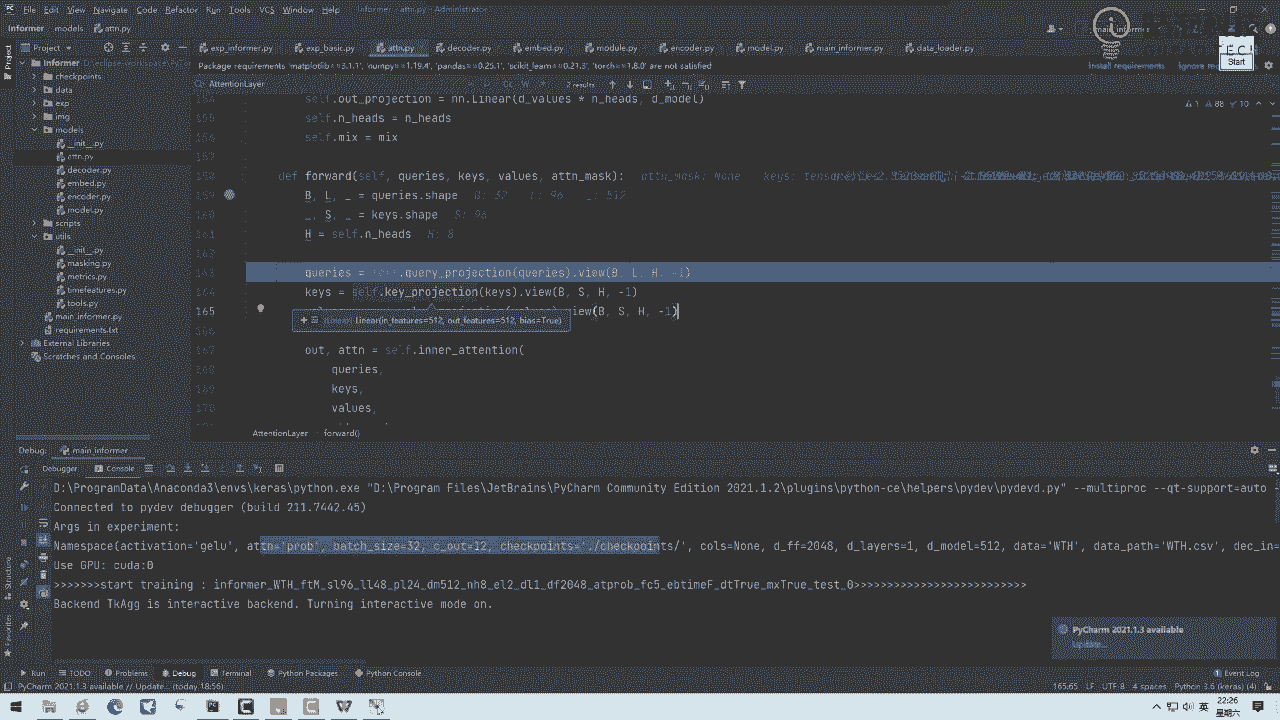 File Edit View Navigate Code Refactor Run Tools VCS Window Help Informer - attn.py - Administrator
Informer models attn.py main_informer
Project exp_informer.py exp_basic.py attn.py decoder.py embed.py module.py encoder.py model.py main_informer.py data_loader.py
Start
Informer
Package requirements 'matplotlib==3.1.1', 'numpy==1.19.4', 'pandas==0.25.1', 'scikit_learn==0.21.3', 'torch==1.8.0' are not satisfied Install requirements
checkpoints
data
exp
img
models
__init__.py
attn.py
decoder.py
embed.py
encoder.py
model.py
scripts
utils
__init__.py
masking.py
metrics.py
timefeatures.py
tools.py
main_informer.py
requirements.txt
External Libraries
Scratches and Consoles
AttentionLayer Cc W 2 results
self.out_projection = nn.Linear(d_values * n_heads, d_model) 1 88 10
155 self.n_heads = n_heads
156 self.mix = mix
157
158 def forward(self, queries, keys, values, attn_mask): attn_mask: None
159 B, L, _ = queries.shape B: 32 L: 96 _: 512
160 _, S, _ = keys.shape S: 96
161 H = self.n_heads H: 8
162
163 queries = self.query_projection(queries).view(B, L, H, -1)
164 keys = self.key_projection(keys).view(B, S, H, -1)
165 view(B, S, H, -1)
Linear(in_features=512, out_features=512, bias=True)
166
167 out, attn = self.inner_attention(
168 queries,
169 keys,
170 values,
AttentionLayer forward()
Debug: main_informer
Debugger Console
D:\ProgramData\Anaconda3\envs\keras\python.exe "D:\Program Files\JetBrains\PyCharm Community Edition 2021.1.2\plugins\python-ce\helpers\pydev\pydevd.py" --multiproc --qt-support=auto
Connected to pydev debugger (build 211.7442.45)
Args in experiment:
Namespace(activation='gelu', attn='prob', batch_size=32, c_out=12, checkpoints='./checkpoints/', cols=None, d_ff=2048, d_layers=1, d_model=512, data='WTH', data_path='WTH.csv', dec_in=
Use GPU: cuda:0
>>>>>>>start training : informer_WTH_ftM_sl96_ll48_pl24_dm512_nh8_el2_dl1_df2048_atprob_fc5_ebtimeF_dtTrue_mxTrue_test_0>>>>>>>>>>>>>>>>>>>>>>>>>>
Backend TkAgg is interactive backend. Turning interactive mode on.
Structure
Favorites
PyCharm 2021.1.3 available
Update...
Run TODO Problems Debug Terminal Python Packages Python Console 1 Event Log
PyCharm 2021.1.3 available // Update... (today 18:56) 165:65 LF UTF-8 4 spaces Python 3.6 (keras) (4)
英 22:26
星期六